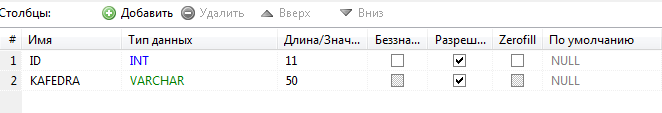 Столбцы: Добавить Удалить Вверх Вниз
# Имя Тип данных Длина/Знач... Беззна... Разреш... Zerofill По умолчанию
1 ID INT 11 NULL
2 KAFEDRA VARCHAR 50 NULL